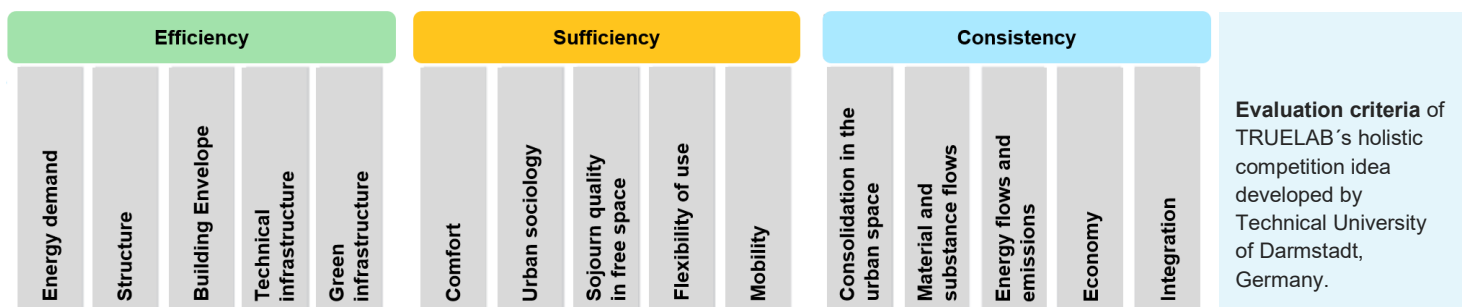 Efficiency
Sufficiency
Consistency
Energy demand
Structure
Building Envelope
Technical
infrastructure
Green
infrastructure
Comfort
Urban sociology
Sojourn quality
in free space
Flexibility of use
Mobility
Consolidation in the
urban space
Material and
substance flows
Energy flows and
emissions
Economy
Integration
Evaluation criteria of
TRUELAB´s holistic
competition idea
developed by
Technical University
of Darmstadt,
Germany.